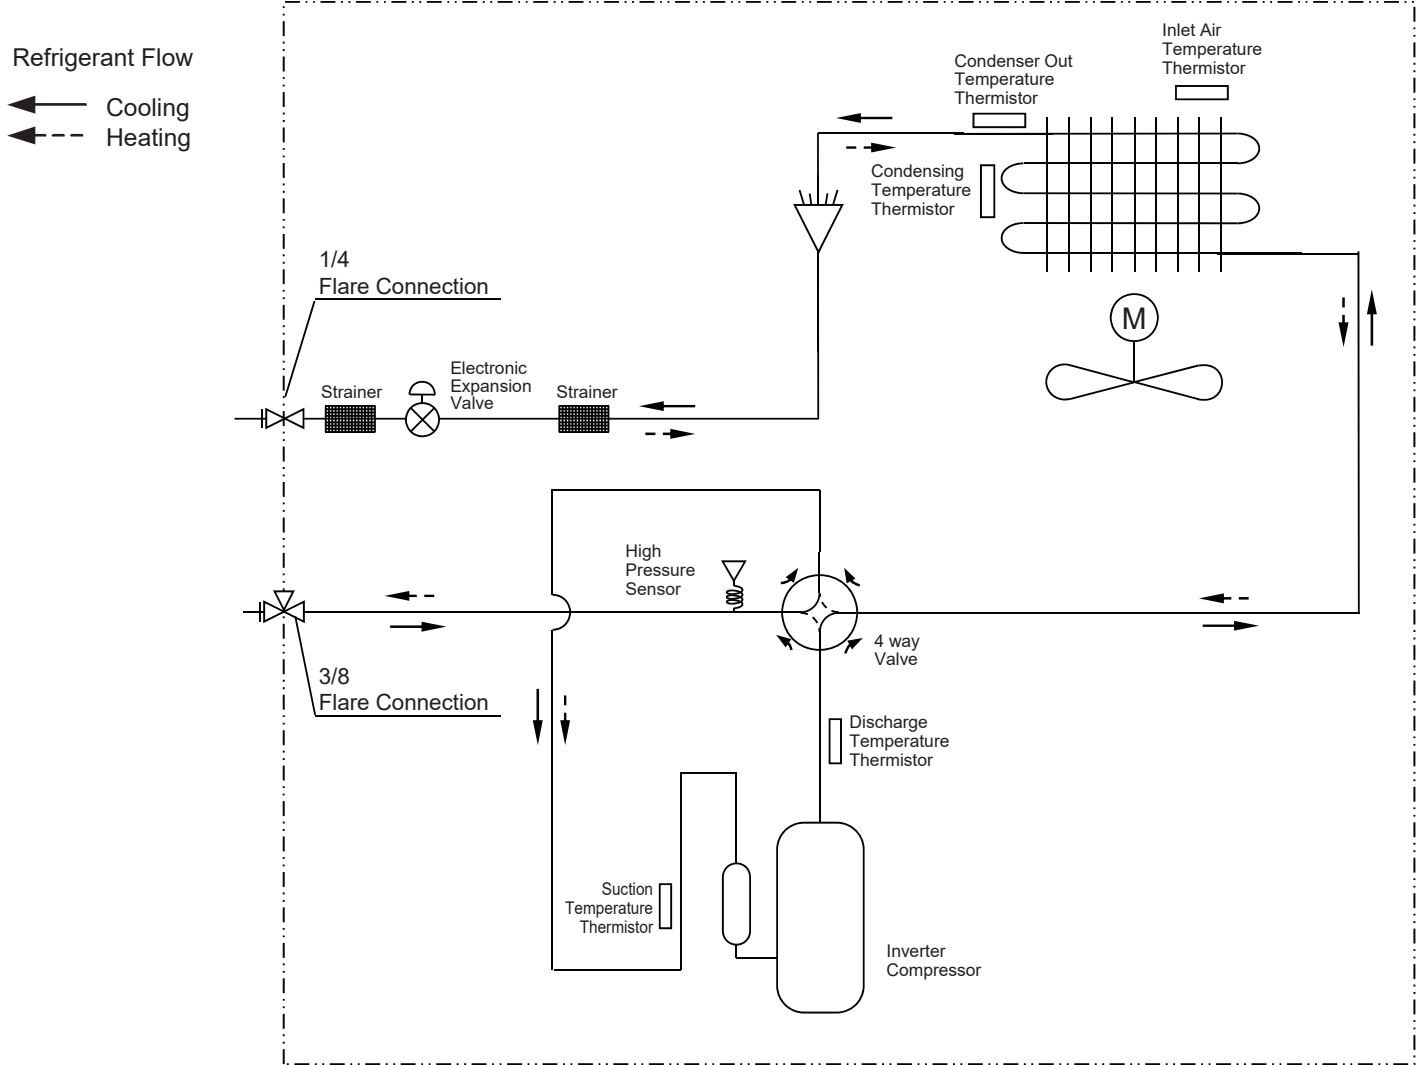 Refrigerant Flow
Cooling
Heating
Inlet Air
Temperature
Thermistor
Condenser Out
Temperature
Thermistor
Condensing
Temperature
Thermistor
1/4
Flare Connection
M
Strainer
Electronic
Expansion
Valve
Strainer
High
Pressure
Sensor
4 way
Valve
3/8
Flare Connection
Discharge
Temperature
Thermistor
Suction
Temperature
Thermistor
Inverter
Compressor